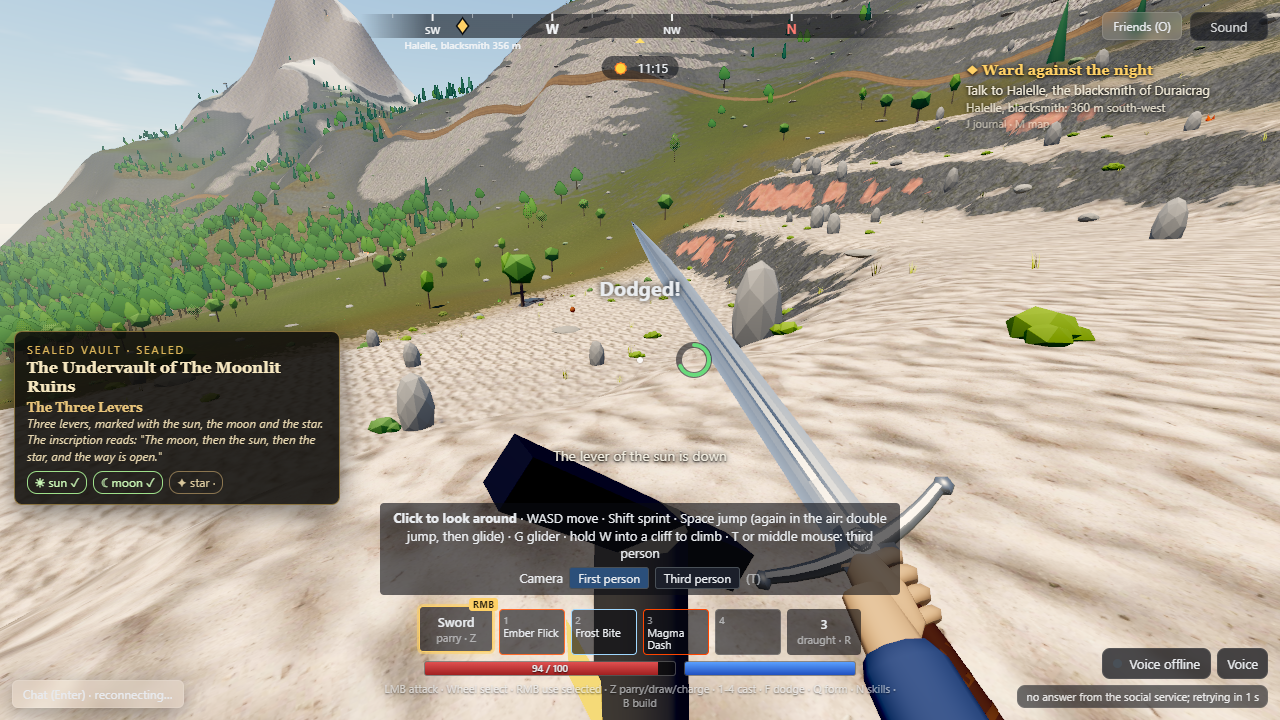 SW
W
NW
N
Halelle, blacksmith 356 m
11:15
Friends (O)
Sound
Ward against the night
Talk to Halelle, the blacksmith of Duraicrag
Halelle, blacksmith: 360 m south-west
J journal · M map
Dodged!
SEALED VAULT · SEALED
The Undervault of The Moonlit
Ruins
The Three Levers
Three levers, marked with the sun, the moon and the star.
The inscription reads: "The moon, then the sun, then the
star, and the way is open."
☀ sun ✓
☾ moon ✓
✦ star ·
The lever of the sun is down
Click to look around · WASD move · Shift sprint · Space jump (again in the air: double
jump, then glide) · G glider · hold W into a cliff to climb · T or middle mouse: third
person
Camera
First person
Third person
(T)
RMB
Sword
parry · Z
1
Ember Flick
2
Frost Bite
3
Magma
Dash
4
3
draught · R
94 / 100
LMB attack · Wheel select · RMB use selected · Z parry/draw/charge · 1-4 cast · F dodge · Q form · N skills ·
B build
Chat (Enter) · reconnecting...
Voice offline
Voice
no answer from the social service; retrying in 1 s